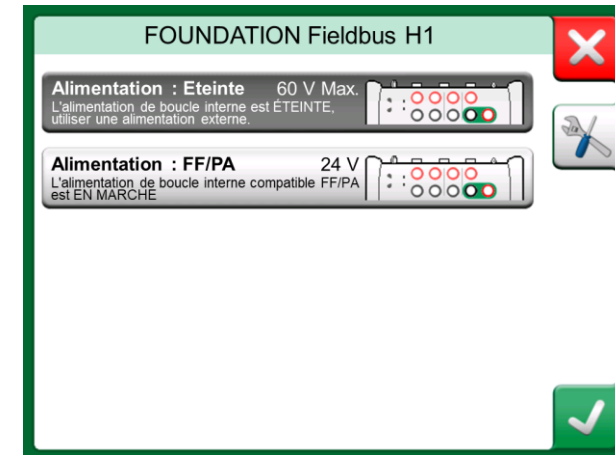 FOUNDATION Fieldbus H1
Alimentation : Eteinte 60 V Max.
L'alimentation de boucle interne est ÉTEINTE,
utiliser une alimentation externe.
Alimentation : FF/PA 24 V
L'alimentation de boucle interne compatible FF/PA
est EN MARCHE